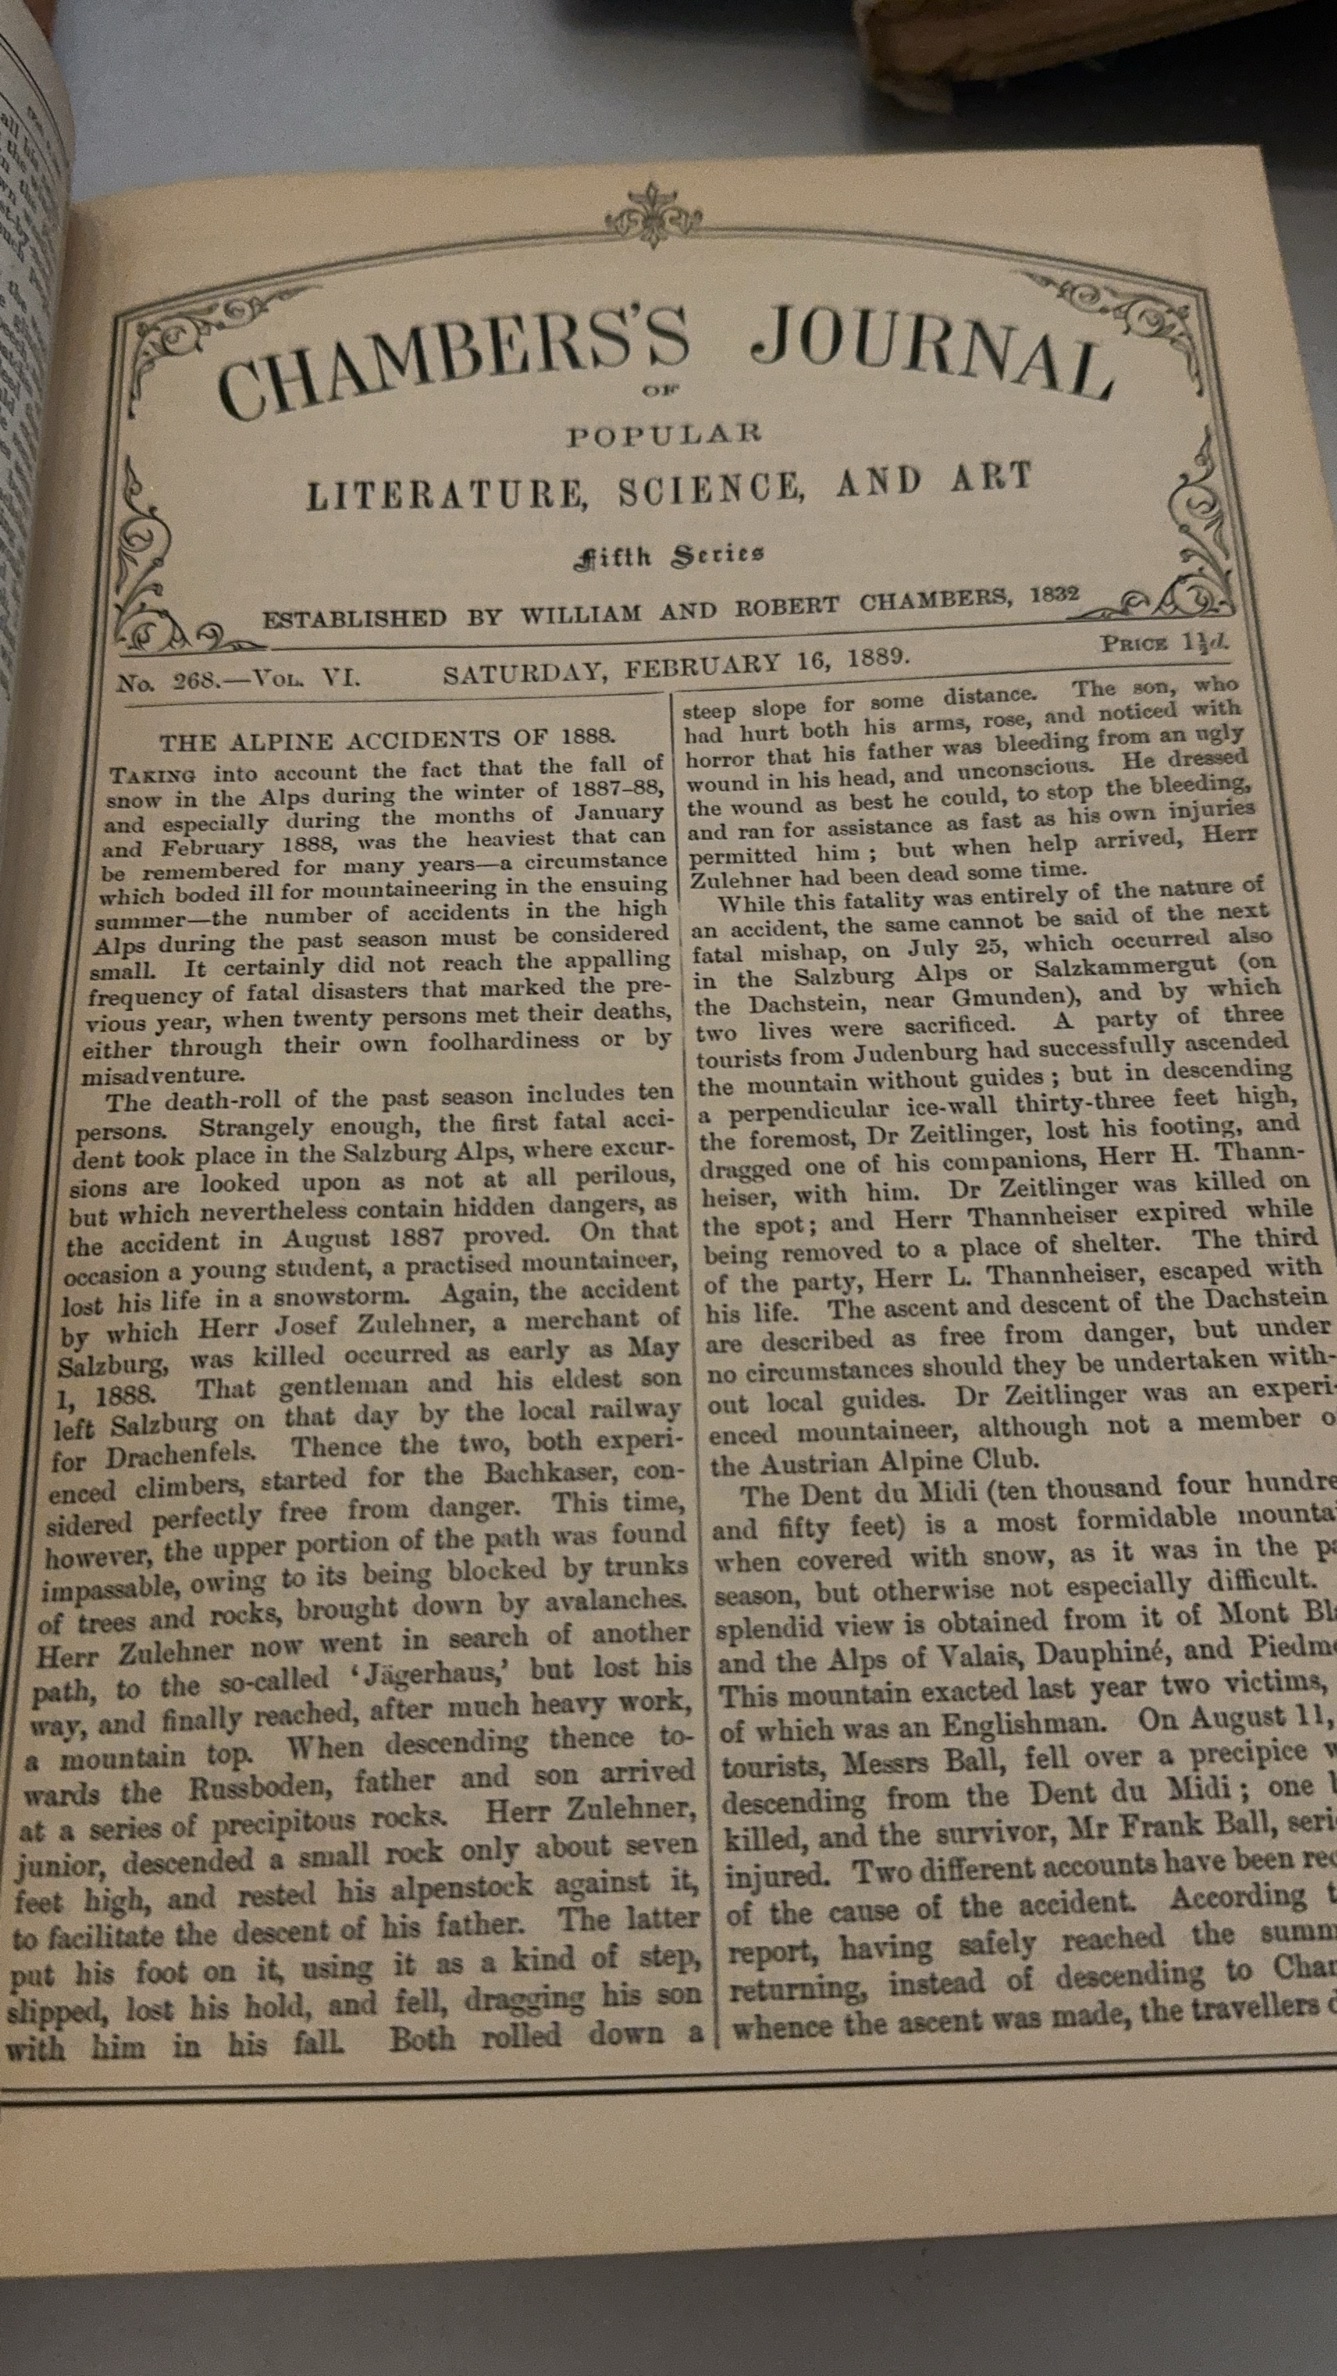 CHAMBERS'S JOURNAL
OF
POPULAR
LITERATURE, SCIENCE, AND ART
Fifth Series
ESTABLISHED BY WILLIAM AND ROBERT CHAMBERS, 1832
No. 268.—VOL. VI.
SATURDAY, FEBRUARY 16, 1889.
PRICE 1½d.
THE ALPINE ACCIDENTS OF 1888.
TAKING into account the fact that the fall of
snow in the Alps during the winter of 1887-88,
and especially during the months of January
and February 1888, was the heaviest that can
be remembered for many years—a circumstance
which boded ill for mountaineering in the ensuing
summer—the number of accidents in the high
Alps during the past season must be considered
small. It certainly did not reach the appalling
frequency of fatal disasters that marked the pre-
vious year, when twenty persons met their deaths,
either through their own foolhardiness or by
misadventure.
The death-roll of the past season includes ten
persons. Strangely enough, the first fatal acci-
dent took place in the Salzburg Alps, where excur-
sions are looked upon as not at all perilous,
but which nevertheless contain hidden dangers, as
the accident in August 1887 proved. On that
occasion a young student, a practised mountaineer,
lost his life in a snowstorm. Again, the accident
by which Herr Josef Zulehner, a merchant of
Salzburg, was killed occurred as early as May
1, 1888. That gentleman and his eldest son
left Salzburg on that day by the local railway
for Drachenfels. Thence the two, both experi-
enced climbers, started for the Bachkaser, con-
sidered perfectly free from danger. This time,
however, the upper portion of the path was found
impassable, owing to its being blocked by trunks
of trees and rocks, brought down by avalanches.
Herr Zulehner now went in search of another
path, to the so-called 'Jägerhaus,' but lost his
way, and finally reached, after much heavy work,
a mountain top. When descending thence to-
wards the Russboden, father and son arrived
at a series of precipitous rocks. Herr Zulehner,
junior, descended a small rock only about seven
feet high, and rested his alpenstock against it,
to facilitate the descent of his father. The latter
put his foot on it, using it as a kind of step,
slipped, lost his hold, and fell, dragging his son
with him in his fall. Both rolled down a
steep slope for some distance. The son, who
had hurt both his arms, rose, and noticed with
horror that his father was bleeding from an ugly
wound in his head, and unconscious. He dressed
the wound as best he could, to stop the bleeding,
and ran for assistance as fast as his own injuries
permitted him; but when help arrived, Herr
Zulehner had been dead some time.
While this fatality was entirely of the nature of
an accident, the same cannot be said of the next
fatal mishap, on July 25, which occurred also
in the Salzburg Alps or Salzkammergut (on
the Dachstein, near Gmunden), and by which
two lives were sacrificed. A party of three
tourists from Judenburg had successfully ascended
the mountain without guides; but in descending
a perpendicular ice-wall thirty-three feet high,
the foremost, Dr Zeitlinger, lost his footing, and
dragged one of his companions, Herr H. Thann-
heiser, with him. Dr Zeitlinger was killed on
the spot; and Herr Thannheiser expired while
being removed to a place of shelter. The third
of the party, Herr L. Thannheiser, escaped with
his life. The ascent and descent of the Dachstein
are described as free from danger, but under
no circumstances should they be undertaken with-
out local guides. Dr Zeitlinger was an experi-
enced mountaineer, although not a member o
the Austrian Alpine Club.
The Dent du Midi (ten thousand four hundre
and fifty feet) is a most formidable mounta
when covered with snow, as it was in the pa
season, but otherwise not especially difficult.
splendid view is obtained from it of Mont Bla
and the Alps of Valais, Dauphiné, and Piedmo
This mountain exacted last year two victims,
of which was an Englishman. On August 11,
tourists, Messrs Ball, fell over a precipice w
descending from the Dent du Midi; one
killed, and the survivor, Mr Frank Ball, seri
injured. Two different accounts have been rec
of the cause of the accident. According t
report, having safely reached the summ
returning, instead of descending to Cham
whence the ascent was made, the travellers